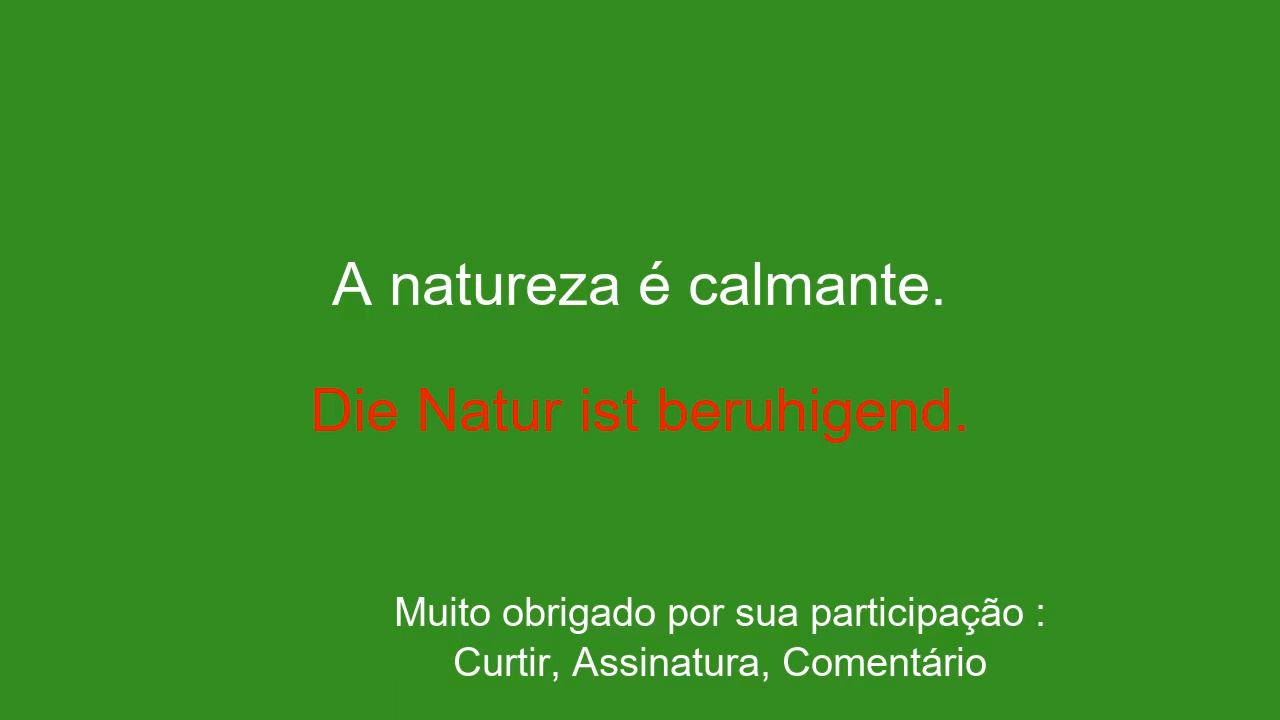 A natureza é calmante.
Die Natur ist beruhigend.
Muito obrigado por sua participação :
Curtir, Assinatura, Comentário